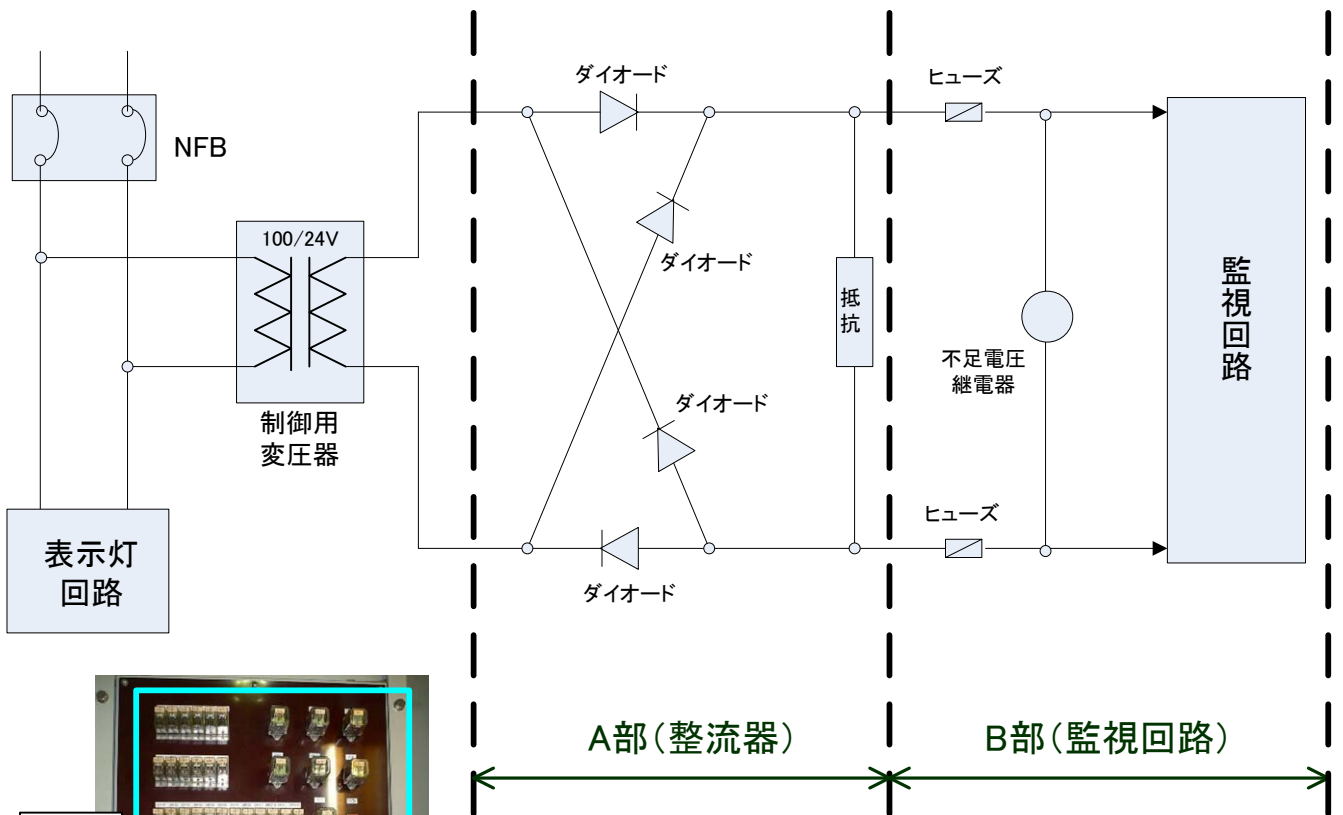 ダイオード
ヒューズ
NFB
100/24V
ダイオード
抵抗
監視回路
不足電圧
継電器
ダイオード
制御用
変圧器
ヒューズ
表示灯
回路
ダイオード
A部(整流器)
B部(監視回路)